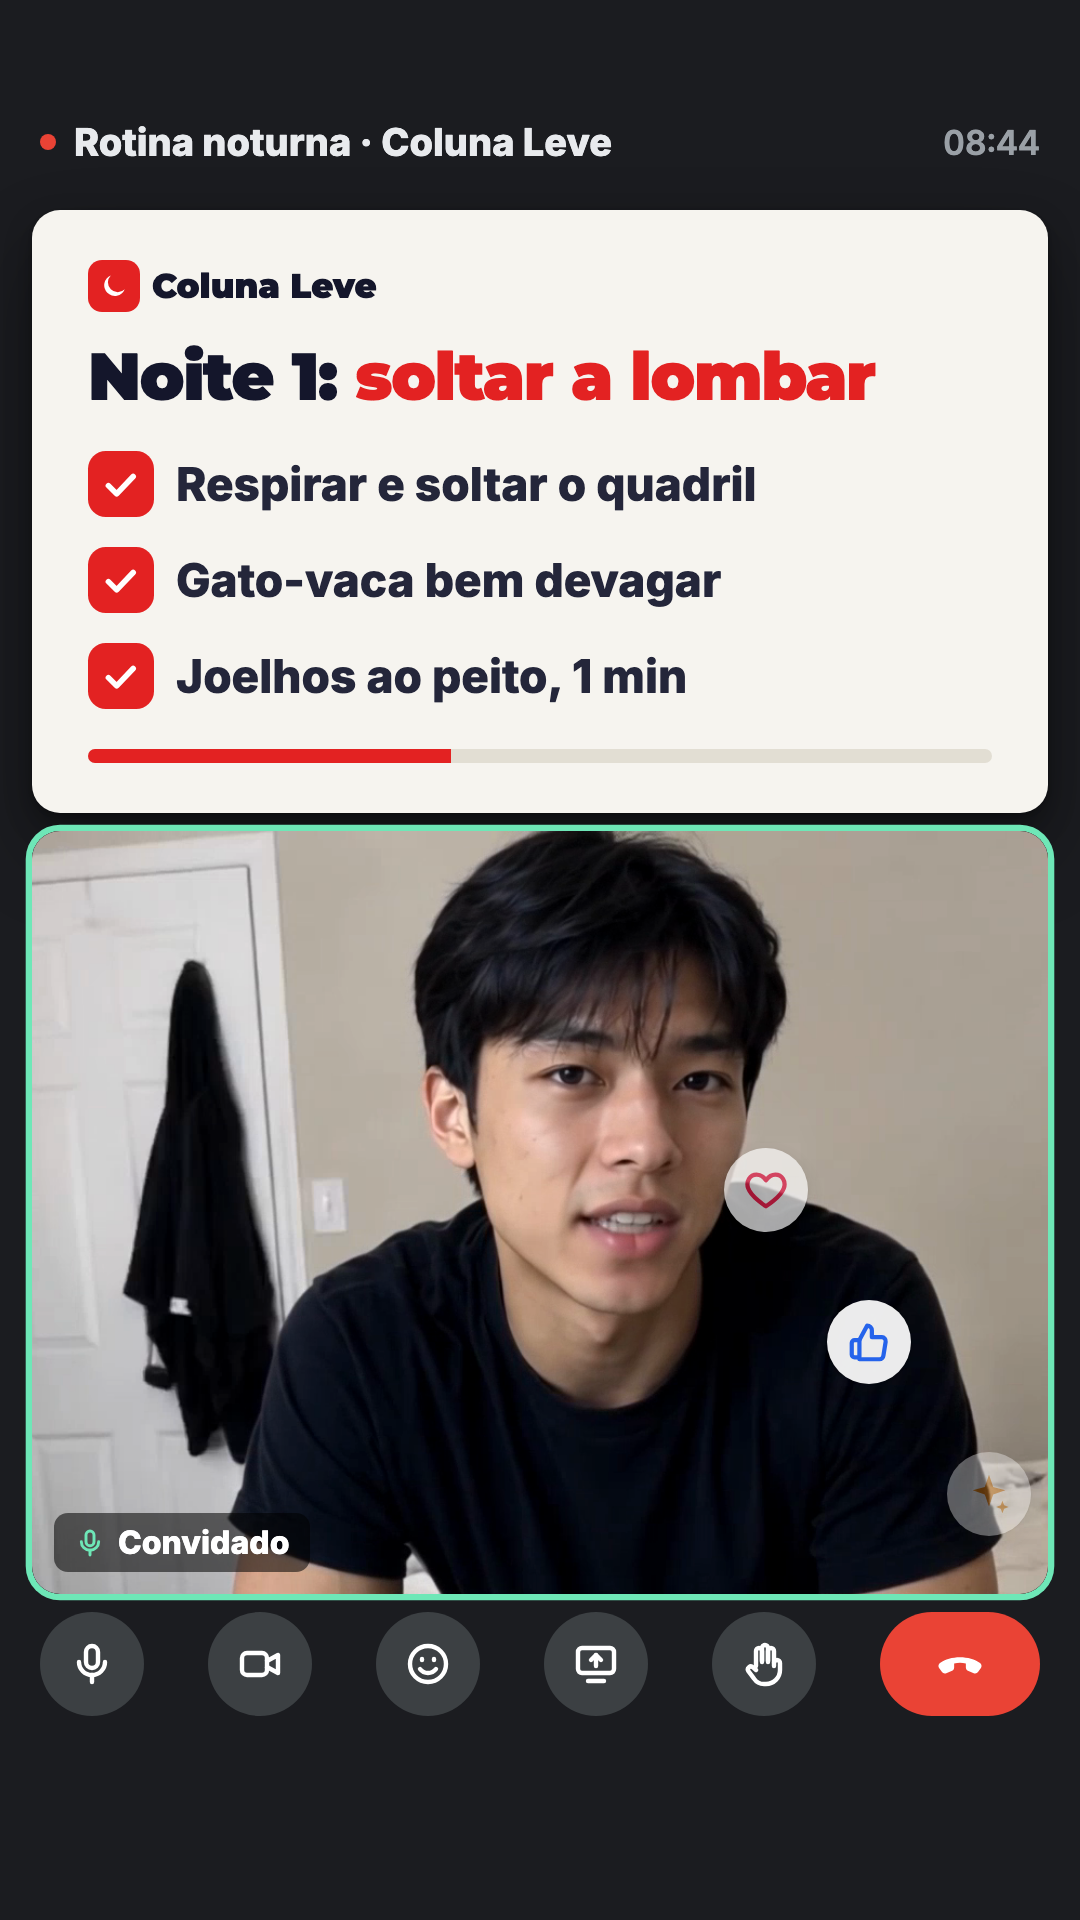 Rotina noturna · Coluna Leve
08:44
Coluna Leve
Noite 1: soltar a lombar
Respirar e soltar o quadril
Gato-vaca bem devagar
Joelhos ao peito, 1 min
Convidado